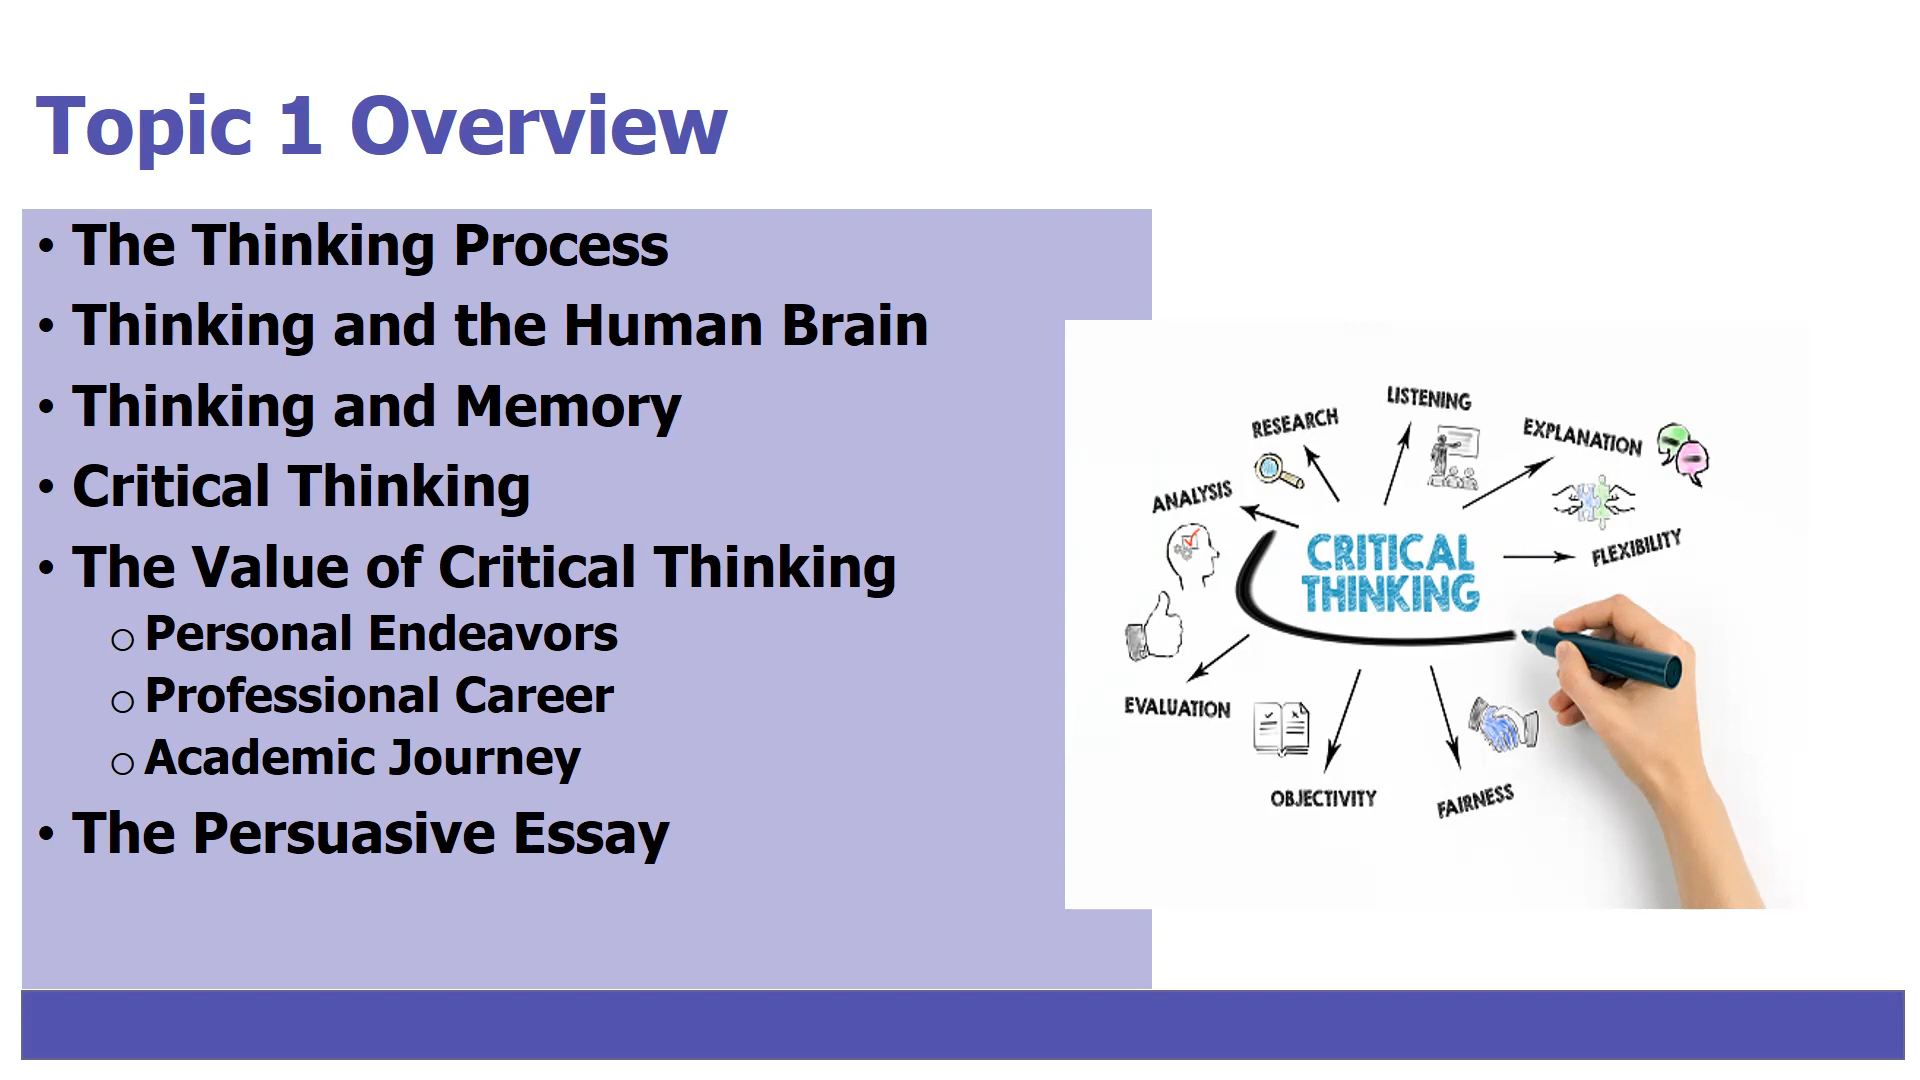 Topic 1 Overview
• The Thinking Process
• Thinking and the Human Brain
• Thinking and Memory
• Critical Thinking
• The Value of Critical Thinking
o Personal Endeavors
o Professional Career
o Academic Journey
• The Persuasive Essay
LISTENING
RESEARCH
EXPLANATION
ANALYSIS
CRITICAL
THINKING
FLEXIBILITY
EVALUATION
OBJECTIVITY
FAIRNESS